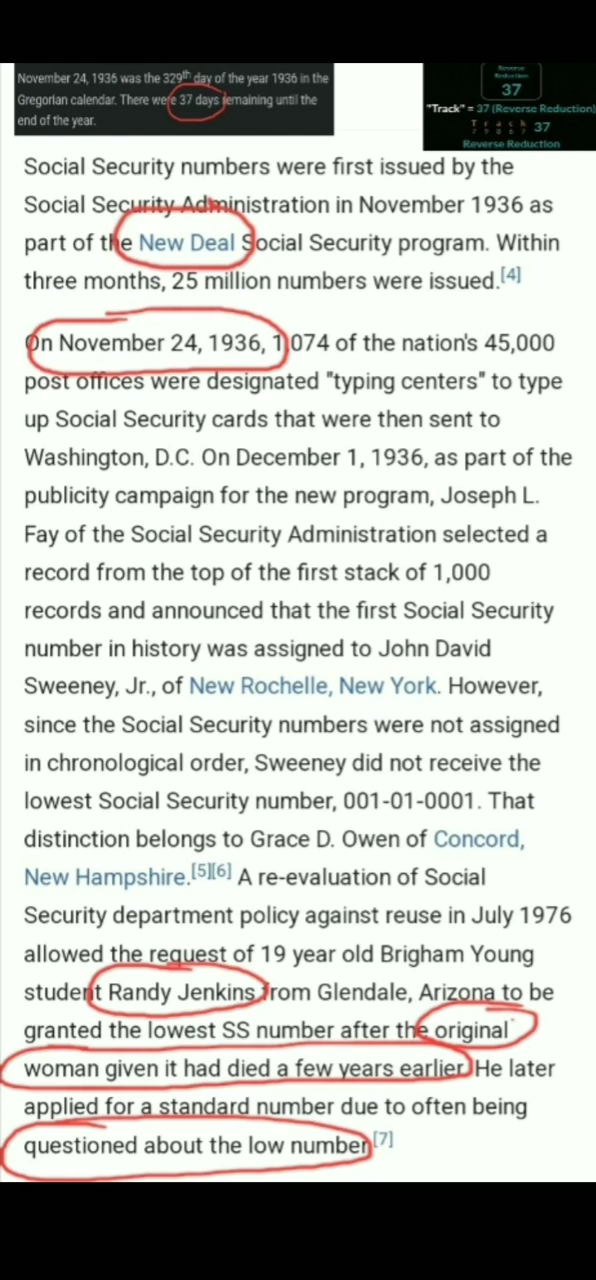 November 24, 1936 was the 329th day of the year 1936 in the
Gregorian calendar. There were 37 days remaining until the
end of the year.
Reverse
Reduction
37
"Track" = 37 (Reverse Reduction)
T r a c k
7 9 8 6 7 37
Reverse Reduction
Social Security numbers were first issued by the
Social Security Administration in November 1936 as
part of the New Deal Social Security program. Within
three months, 25 million numbers were issued.[4]
On November 24, 1936, 1,074 of the nation's 45,000
post offices were designated "typing centers" to type
up Social Security cards that were then sent to
Washington, D.C. On December 1, 1936, as part of the
publicity campaign for the new program, Joseph L.
Fay of the Social Security Administration selected a
record from the top of the first stack of 1,000
records and announced that the first Social Security
number in history was assigned to John David
Sweeney, Jr., of New Rochelle, New York. However,
since the Social Security numbers were not assigned
in chronological order, Sweeney did not receive the
lowest Social Security number, 001-01-0001. That
distinction belongs to Grace D. Owen of Concord,
New Hampshire.[5][6] A re-evaluation of Social
Security department policy against reuse in July 1976
allowed the request of 19 year old Brigham Young
student Randy Jenkins from Glendale, Arizona to be
granted the lowest SS number after the original
woman given it had died a few years earlier. He later
applied for a standard number due to often being
questioned about the low number.[7]